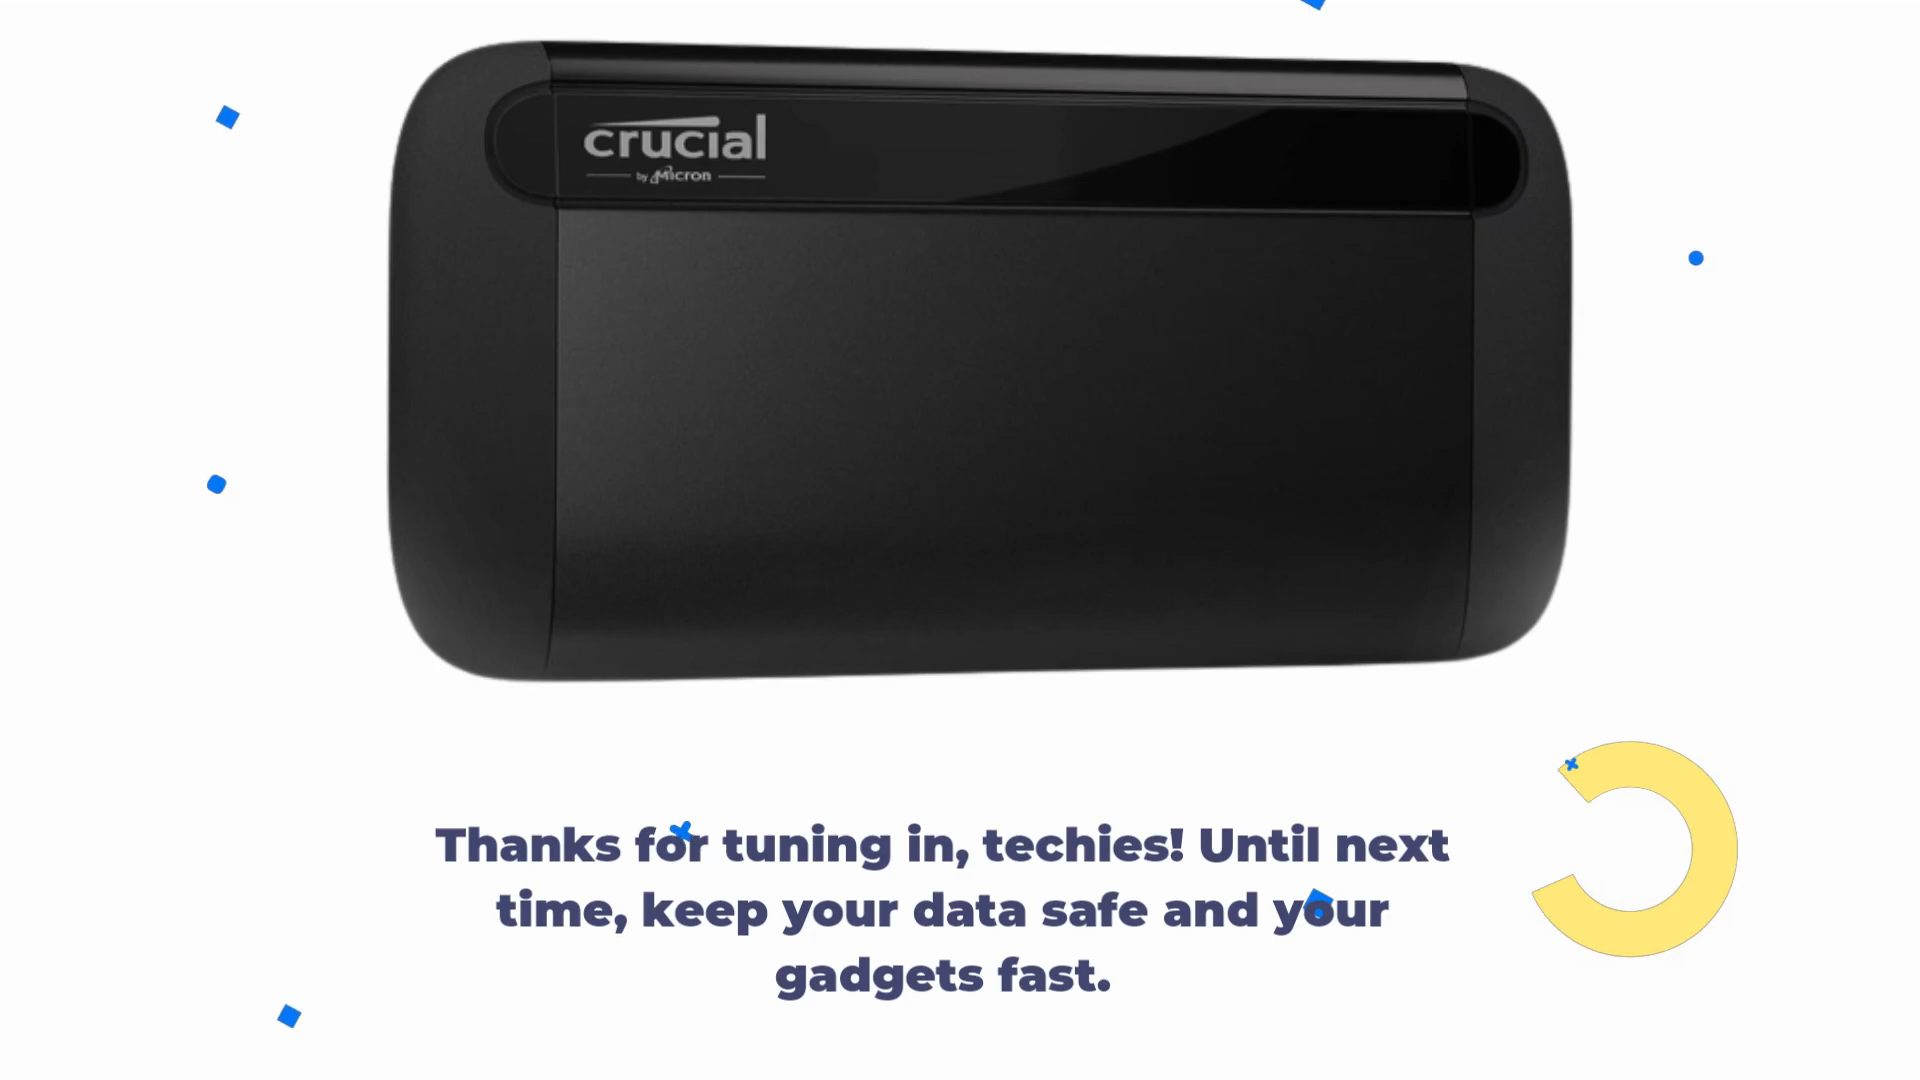 crucial
by Micron
Thanks for tuning in, techies! Until next
time, keep your data safe and your
gadgets fast.